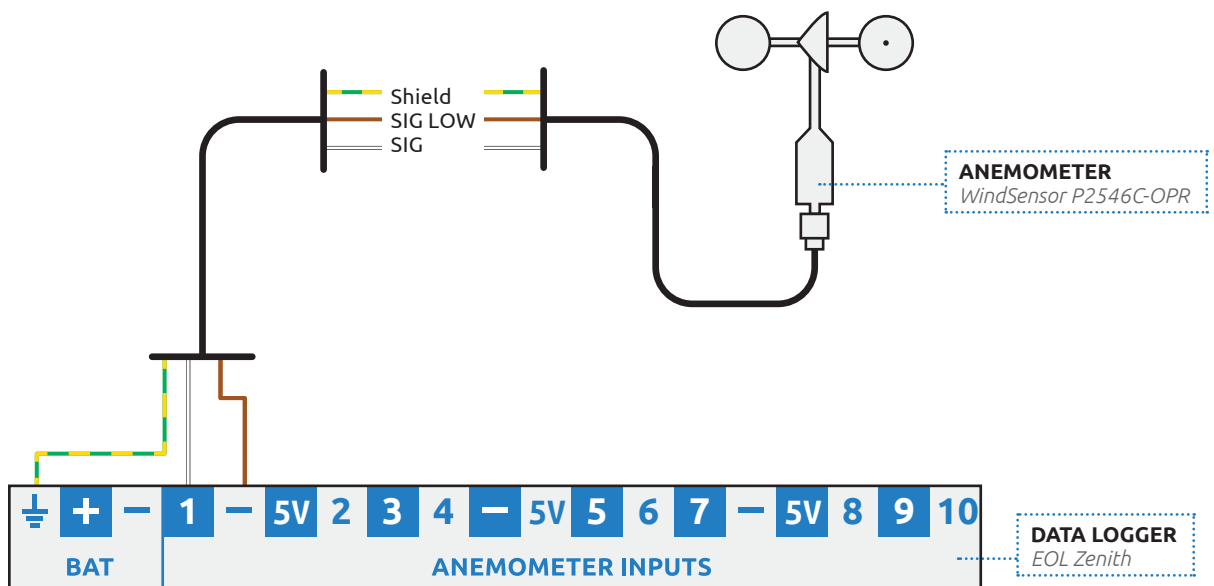 Shield
SIG LOW
SIG
ANEMOMETER
WindSensor P2546C-OPR
+ − 1 − 5V 2 3 4 − 5V 5 6 7 − 5V 8 9 10
BAT ANEMOMETER INPUTS
DATA LOGGER
EOL Zenith